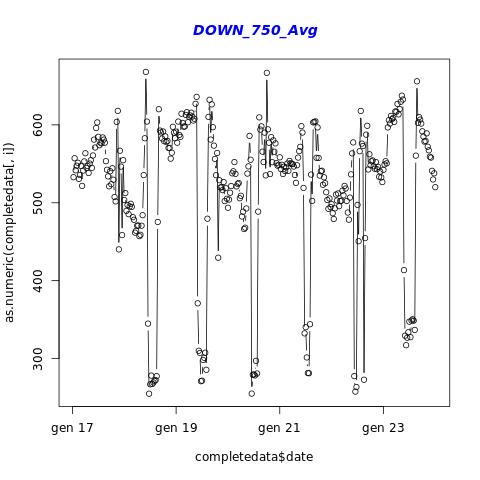 DOWN_750_Avg
as.numeric(completedata[, i])
600
500
400
300
gen 17
gen 19
gen 21
gen 23
completedata$date